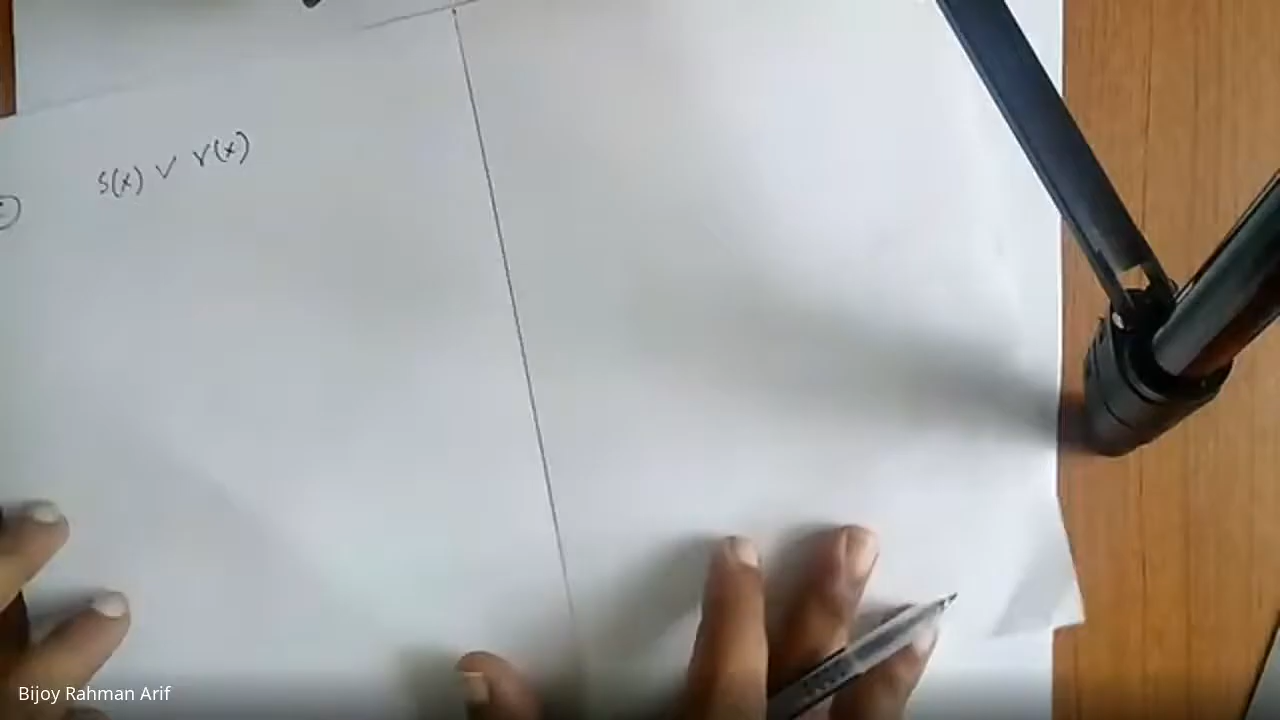 S(x) ∨ r(x)
Bijoy Rahman Arif